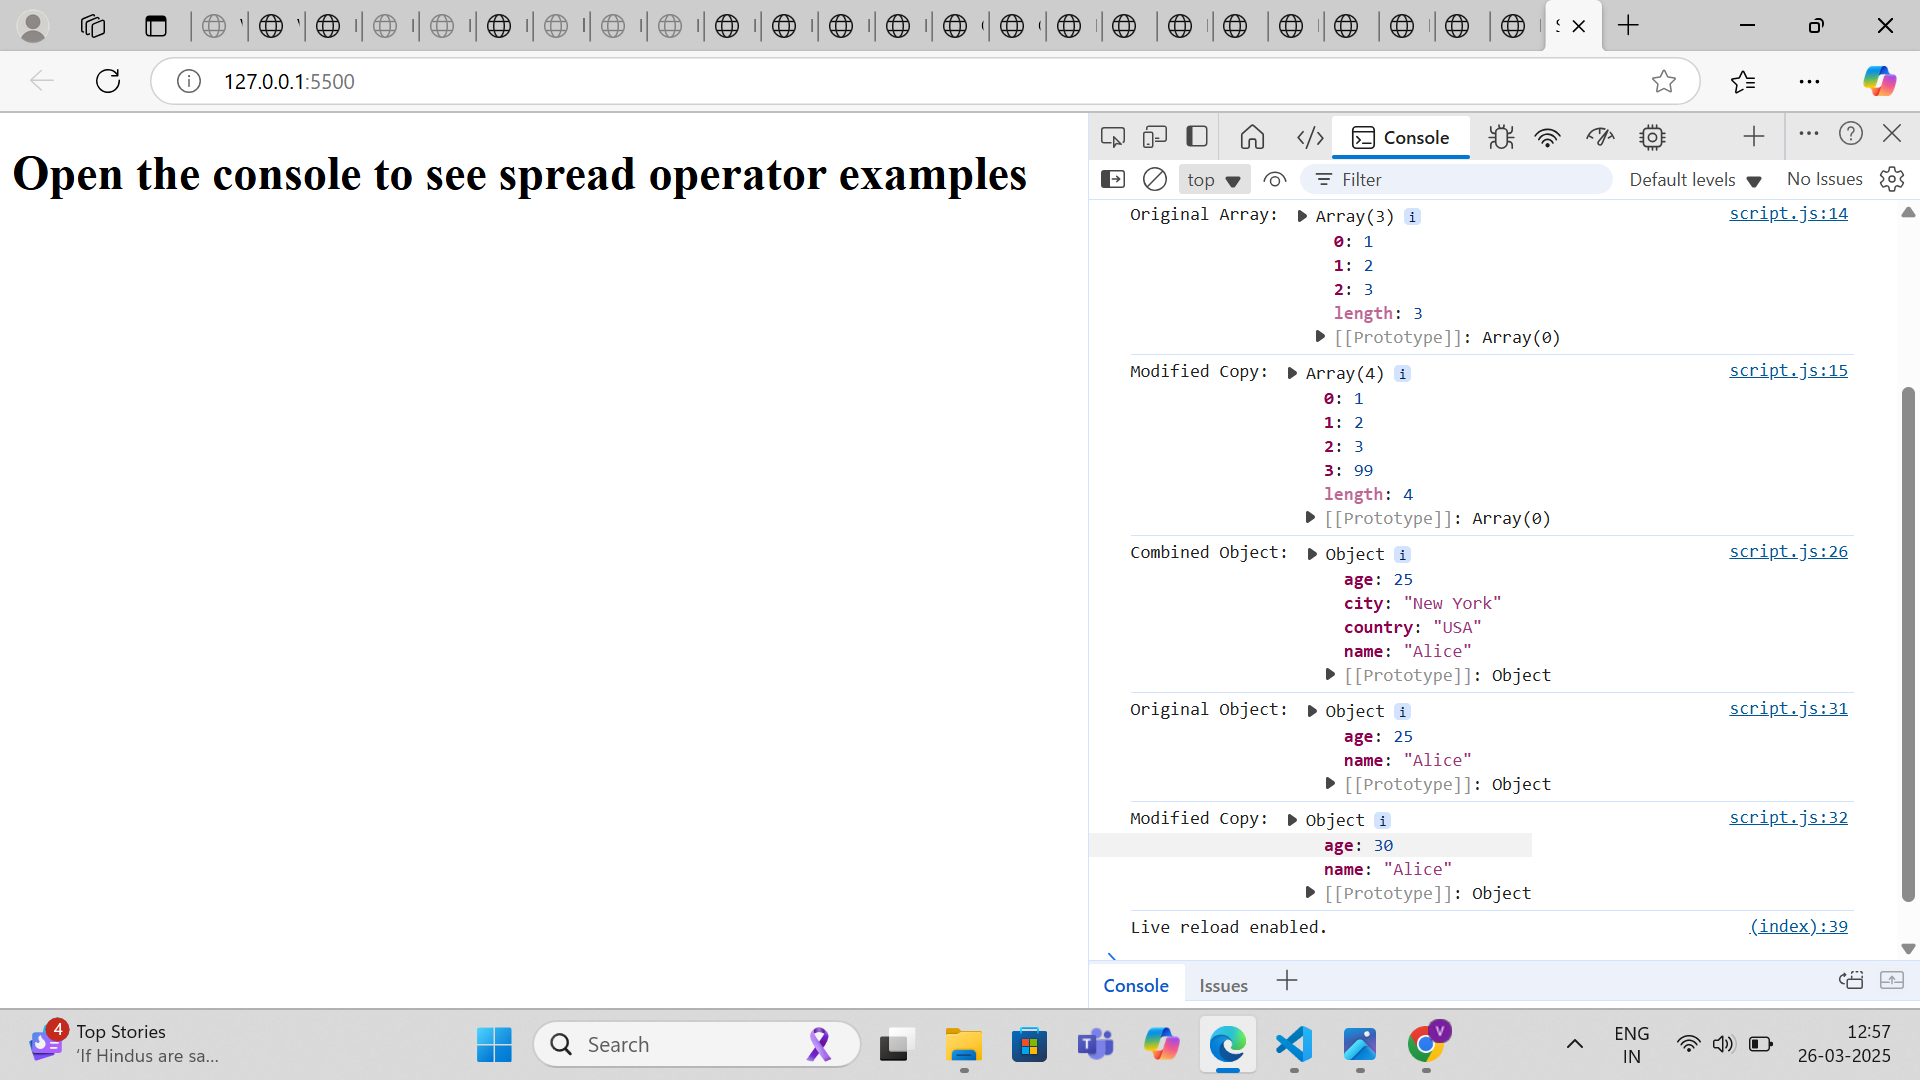 127.0.0.1:5500
Open the console to see spread operator examples
Console
top
Filter
Default levels
No Issues
Original Array: Array(3) i script.js:14
0: 1
1: 2
2: 3
length: 3
[[Prototype]]: Array(0)
Modified Copy: Array(4) i script.js:15
0: 1
1: 2
2: 3
3: 99
length: 4
[[Prototype]]: Array(0)
Combined Object: Object i script.js:26
age: 25
city: "New York"
country: "USA"
name: "Alice"
[[Prototype]]: Object
Original Object: Object i script.js:31
age: 25
name: "Alice"
[[Prototype]]: Object
Modified Copy: Object i script.js:32
age: 30
name: "Alice"
[[Prototype]]: Object
Live reload enabled. (index):39
Console Issues
4
Top Stories
'If Hindus are sa...
Search
V
ENG
IN
12:57
26-03-2025